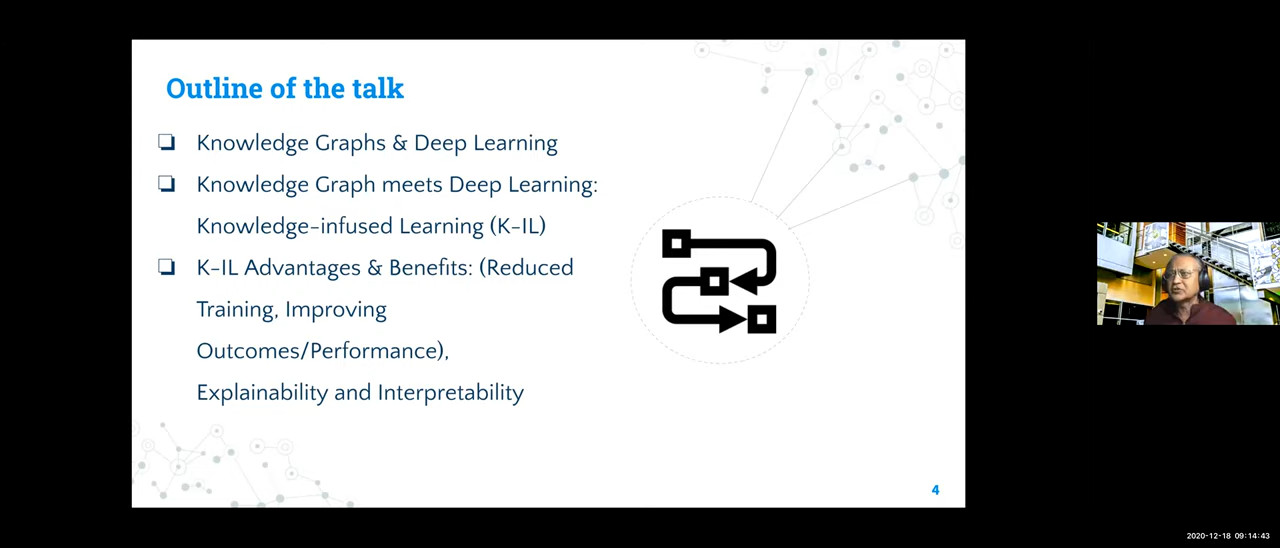 Outline of the talk
Knowledge Graphs & Deep Learning
Knowledge Graph meets Deep Learning:
Knowledge-infused Learning (K-IL)
K-IL Advantages & Benefits: (Reduced
Training, Improving
Outcomes/Performance),
Explainability and Interpretability
4
2020-12-18 09:14:43